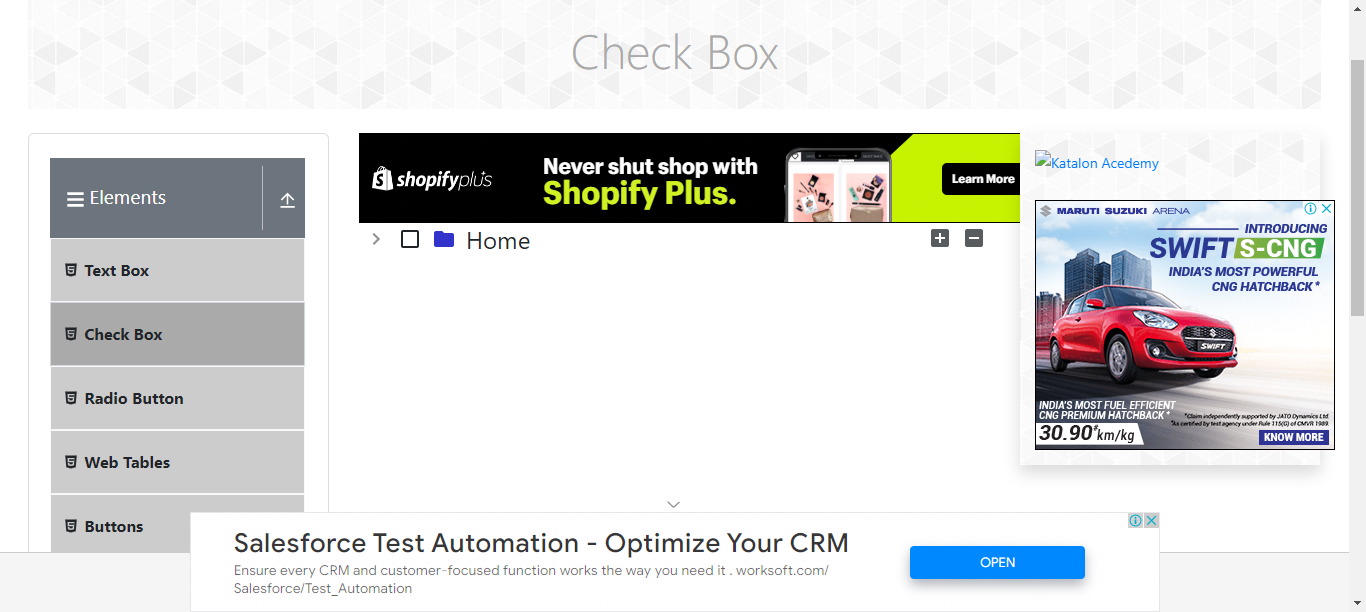 Check Box
Elements
Text Box
Check Box
Radio Button
Web Tables
Buttons
shopifyplus
Never shut shop with
Shopify Plus.
Learn More
Home
Katalon Acedemy
MARUTI SUZUKI ARENA
INTRODUCING
SWIFT S-CNG
INDIA'S MOST POWERFUL
CNG HATCHBACK*
SWIFT
INDIA'S MOST FUEL EFFICIENT
CNG PREMIUM HATCHBACK*
30.90#km/kg
*Claim independently supported by JATO Dynamics Ltd.
#As certified by test agency under Rule 115(G) of CMVR 1989.
KNOW MORE
Salesforce Test Automation - Optimize Your CRM
Ensure every CRM and customer-focused function works the way you need it . worksoft.com/
Salesforce/Test_Automation
OPEN